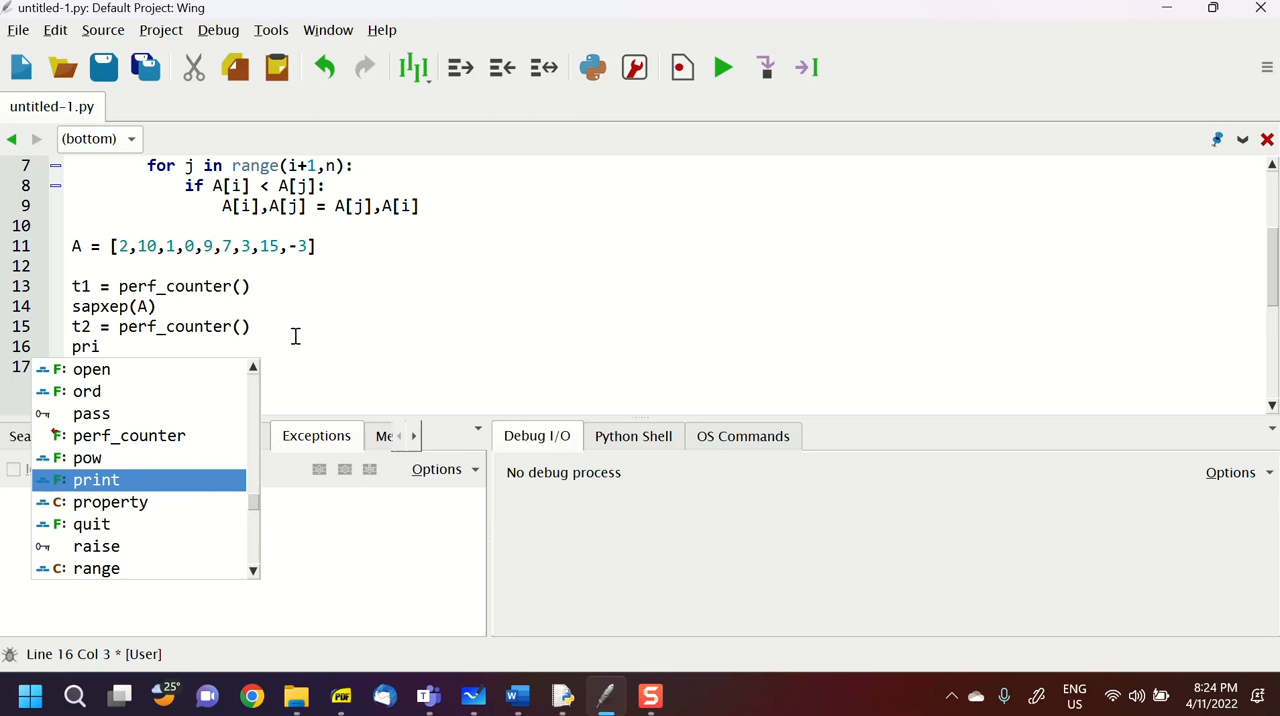 untitled-1.py: Default Project: Wing
File Edit Source Project Debug Tools Window Help
untitled-1.py
(bottom)
7 for j in range(i+1,n):
8 if A[i] < A[j]:
9 A[i],A[j] = A[j],A[i]
10
11 A = [2,10,1,0,9,7,3,15,-3]
12
13 t1 = perf_counter()
14 sapxep(A)
15 t2 = perf_counter()
16 pri
17
F: open
F: ord
pass
F: perf_counter
F: pow
F: print
C: property
F: quit
raise
C: range
Sea Exceptions Me
Options
Debug I/O Python Shell OS Commands
No debug process Options
Line 16 Col 3 * [User]
25°
PDF
ENG
US
8:24 PM
4/11/2022